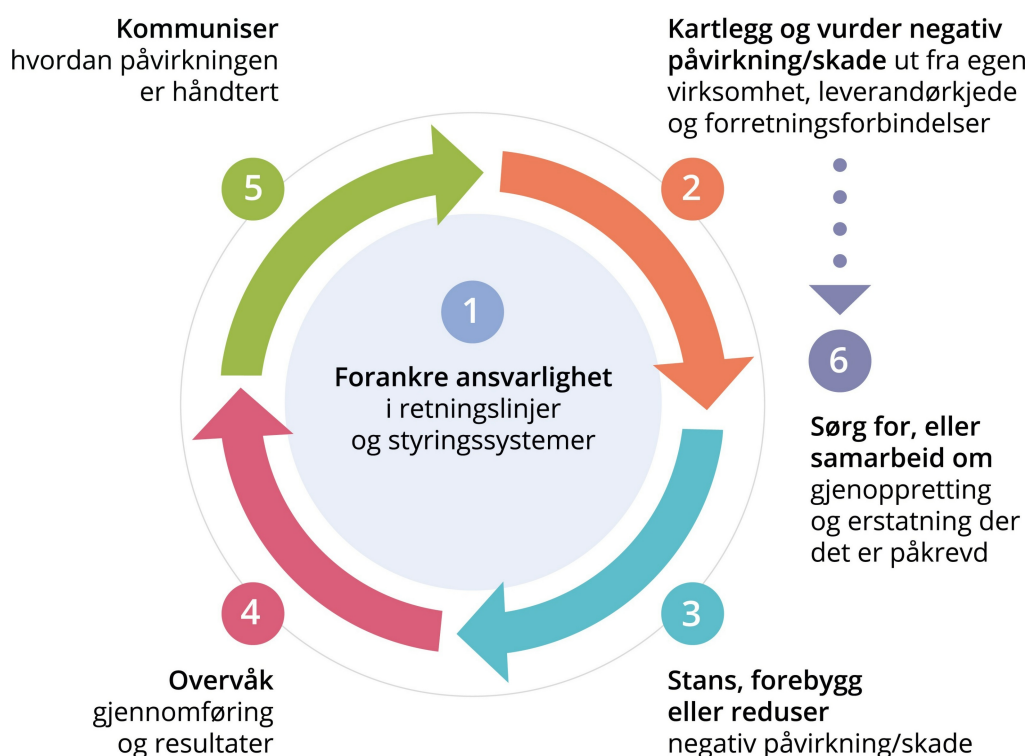 Kommuniser
hvordan påvirkningen
er håndtert
5
Kartlegg og vurder negativ
påvirkning/skade ut fra egen
virksomhet, leverandørkjede
og forretningsforbindelser
2
1
Forankre ansvarlighet
i retningslinjer
og styringssystemer
6
Sørg for, eller
samarbeid om
gjenoppretting
og erstatning der
det er påkrevd
4
Overvåk
gjennomføring
og resultater
3
Stans, forebygg
eller reduser
negativ påvirkning/skade